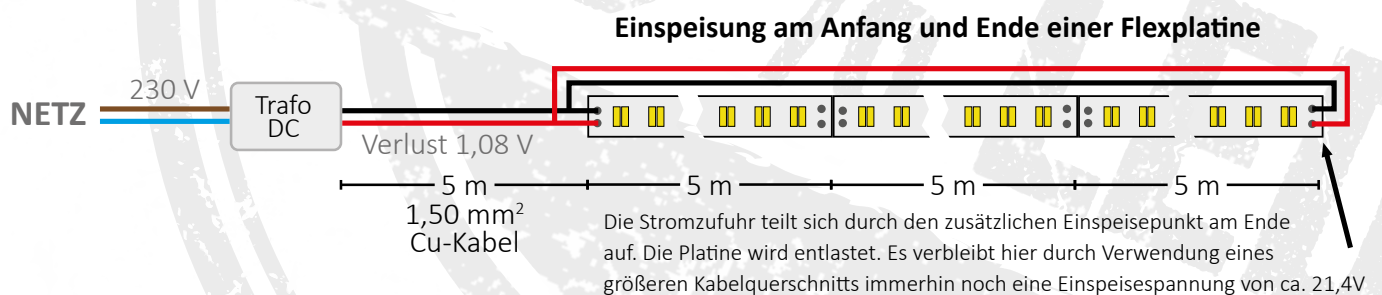 Einspeisung am Anfang und Ende einer Flexplatine
230 V
NETZ
Trafo
DC
Verlust 1,08 V
5 m
5 m
5 m
5 m
1,50 mm²
Cu-Kabel
Die Stromzufuhr teilt sich durch den zusätzlichen Einspeisepunkt am Ende
auf. Die Platine wird entlastet. Es verbleibt hier durch Verwendung eines
größeren Kabelquerschnitts immerhin noch eine Einspeisespannung von ca. 21,4V